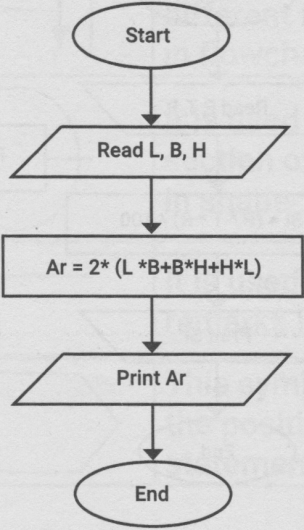 Start
Read L, B, H
Ar = 2* (L *B+B*H+H*L)
Print Ar
End